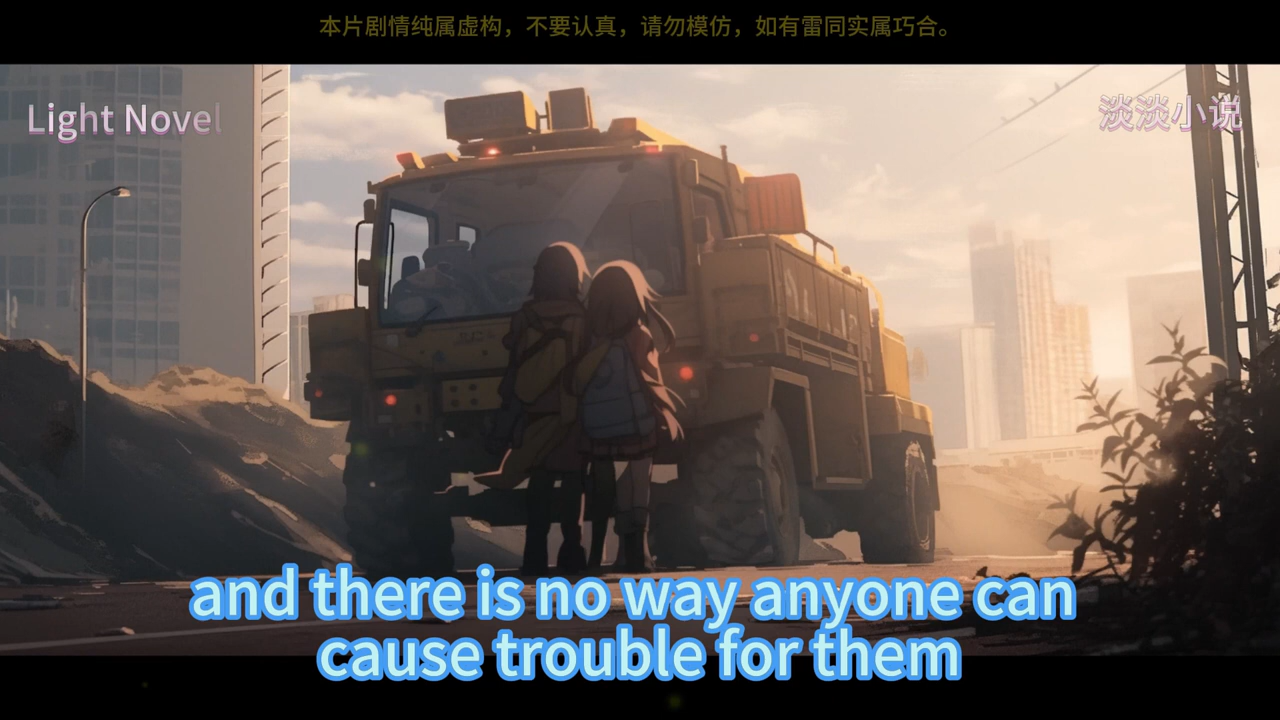 本片剧情纯属虚构，不要认真，请勿模仿，如有雷同实属巧合。
Light Novel
淡淡小说
and there is no way anyone can
cause trouble for them